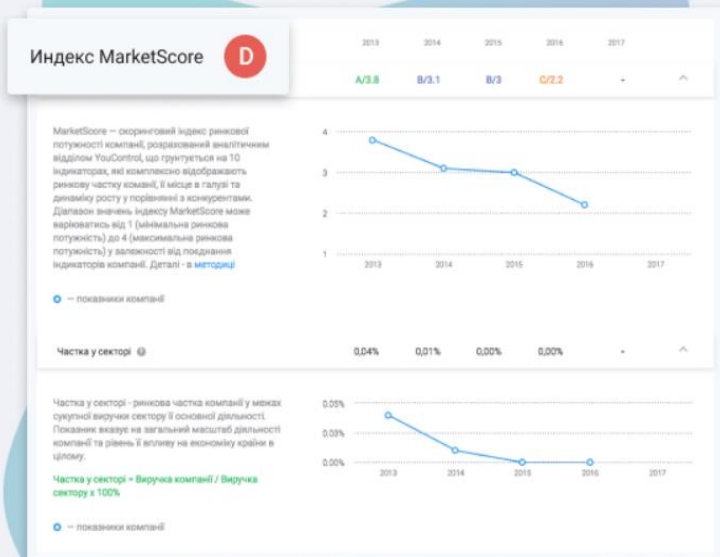 Индекс MarketScore D
2013 2014 2015 2016 2017
A/3.8 B/3.1 B/3 C/2.2 -
MarketScore — скоринговий індекс ринкової
потужності компанії, розрахований аналітичним
відділом YouControl, що грунтується на 10
індикаторах, які комплексно відображають
ринкову частку команії, її місце в галузі та
динаміку росту у порівнянні з конкурентами.
Діапазон значень індексу MarketScore може
варіюватись від 1 (мінімальна ринкова
потужність) до 4 (максимальна ринкова
потужність) у залежності від поєднання
індикаторів компанії. Деталі - в методиці
— показники компанії
4
3
2
1
2013 2014 2015 2016 2017
Частка у секторі ? 0,04% 0,01% 0,00% 0,00% -
Частка у секторі - ринкова частка компанії у межах
сукупної виручки сектору її основної діяльності.
Показник вказує на загальний масштаб діяльності
компанії та рівень її впливу на економіку країни в
цілому.
Частка у секторі = Виручка компанії / Виручка
сектору x 100%
— показники компанії
0.05%
0.03%
0.00%
2013 2014 2015 2016 2017